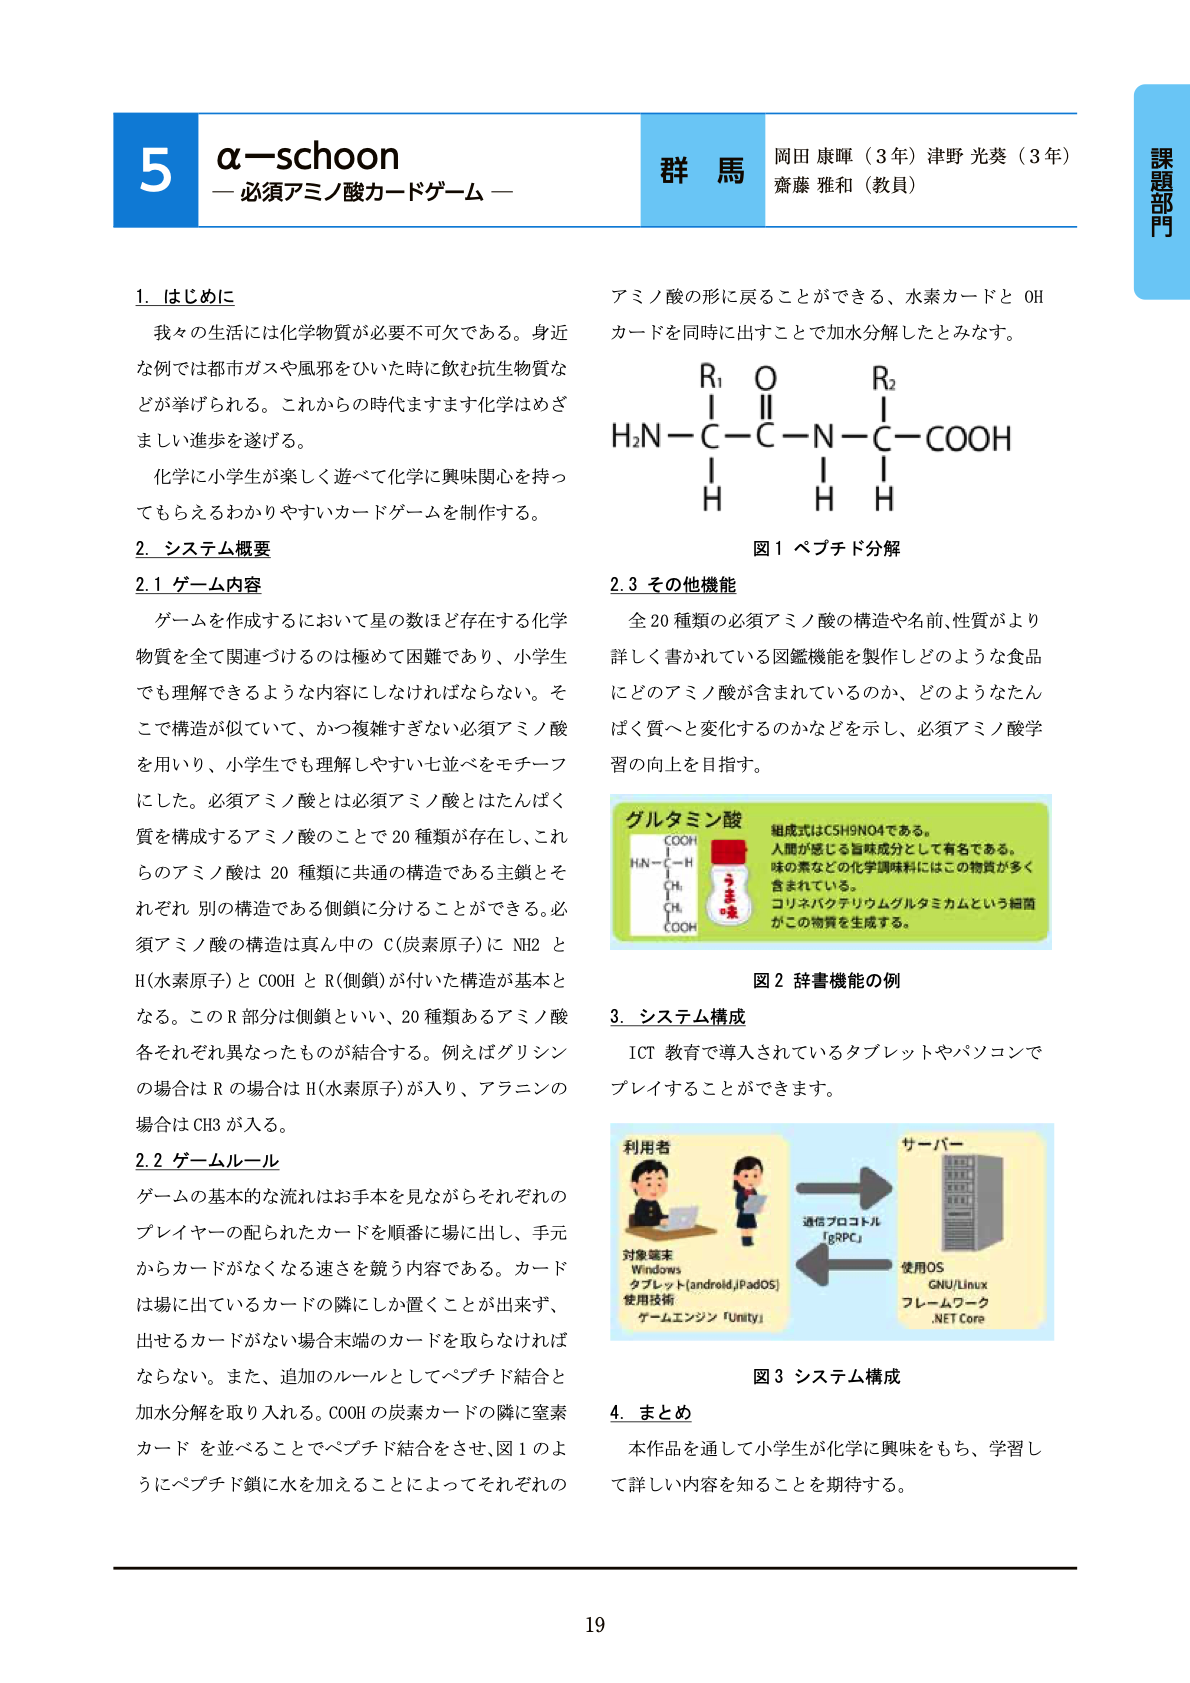 5
α－schoon
― 必須アミノ酸カードゲーム ―
群 馬
岡田 康暉（３年）津野 光葵（３年）
齋藤 雅和（教員）
課題部門
1. はじめに
我々の生活には化学物質が必要不可欠である。身近
な例では都市ガスや風邪をひいた時に飲む抗生物質な
どが挙げられる。これからの時代ますます化学はめざ
ましい進歩を遂げる。
化学に小学生が楽しく遊べて化学に興味関心を持っ
てもらえるわかりやすいカードゲームを制作する。
2. システム概要
2.1 ゲーム内容
ゲームを作成するにおいて星の数ほど存在する化学
物質を全て関連づけるのは極めて困難であり、小学生
でも理解できるような内容にしなければならない。そ
こで構造が似ていて、かつ複雑すぎない必須アミノ酸
を用いり、小学生でも理解しやすい七並べをモチーフ
にした。必須アミノ酸とは必須アミノ酸とはたんぱく
質を構成するアミノ酸のことで 20 種類が存在し、これ
らのアミノ酸は 20 種類に共通の構造である主鎖とそ
れぞれ 別の構造である側鎖に分けることができる。必
須アミノ酸の構造は真ん中の C(炭素原子)に NH2 と
H(水素原子)と COOH と R(側鎖)が付いた構造が基本と
なる。この R 部分は側鎖といい、20 種類あるアミノ酸
各それぞれ異なったものが結合する。例えばグリシン
の場合は R の場合は H(水素原子)が入り、アラニンの
場合は CH3 が入る。
2.2 ゲームルール
ゲームの基本的な流れはお手本を見ながらそれぞれの
プレイヤーの配られたカードを順番に場に出し、手元
からカードがなくなる速さを競う内容である。カード
は場に出ているカードの隣にしか置くことが出来ず、
出せるカードがない場合末端のカードを取らなければ
ならない。また、追加のルールとしてペプチド結合と
加水分解を取り入れる。COOH の炭素カードの隣に窒素
カード を並べることでペプチド結合をさせ、図 1 のよ
うにペプチド鎖に水を加えることによってそれぞれの
アミノ酸の形に戻ることができる、水素カードと OH
カードを同時に出すことで加水分解したとみなす。
R₁ O R₂
H₂N－C－C－N－C－COOH
H H H
図 1 ペプチド分解
2.3 その他機能
全 20 種類の必須アミノ酸の構造や名前、性質がより
詳しく書かれている図鑑機能を製作しどのような食品
にどのアミノ酸が含まれているのか、どのようなたん
ぱく質へと変化するのかなどを示し、必須アミノ酸学
習の向上を目指す。
グルタミン酸
COOH
H₂N－C－H
CH₂
CH₂
COOH
うま味
組成式はC5H9NO4である。
人間が感じる旨味成分として有名である。
味の素などの化学調味料にはこの物質が多く
含まれている。
コリネバクテリウムグルタミカムという細菌
がこの物質を生成する。
図 2 辞書機能の例
3. システム構成
ICT 教育で導入されているタブレットやパソコンで
プレイすることができます。
利用者
対象端末
Windows
タブレット(android,iPadOS)
使用技術
ゲームエンジン「Unity」
通信プロコトル
「gRPC」
サーバー
使用OS
GNU/Linux
フレームワーク
.NET Core
図 3 システム構成
4. まとめ
本作品を通して小学生が化学に興味をもち、学習し
て詳しい内容を知ることを期待する。
19